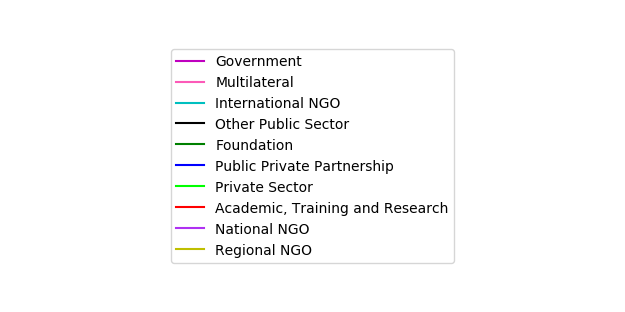 Government
Multilateral
International NGO
Other Public Sector
Foundation
Public Private Partnership
Private Sector
Academic, Training and Research
National NGO
Regional NGO